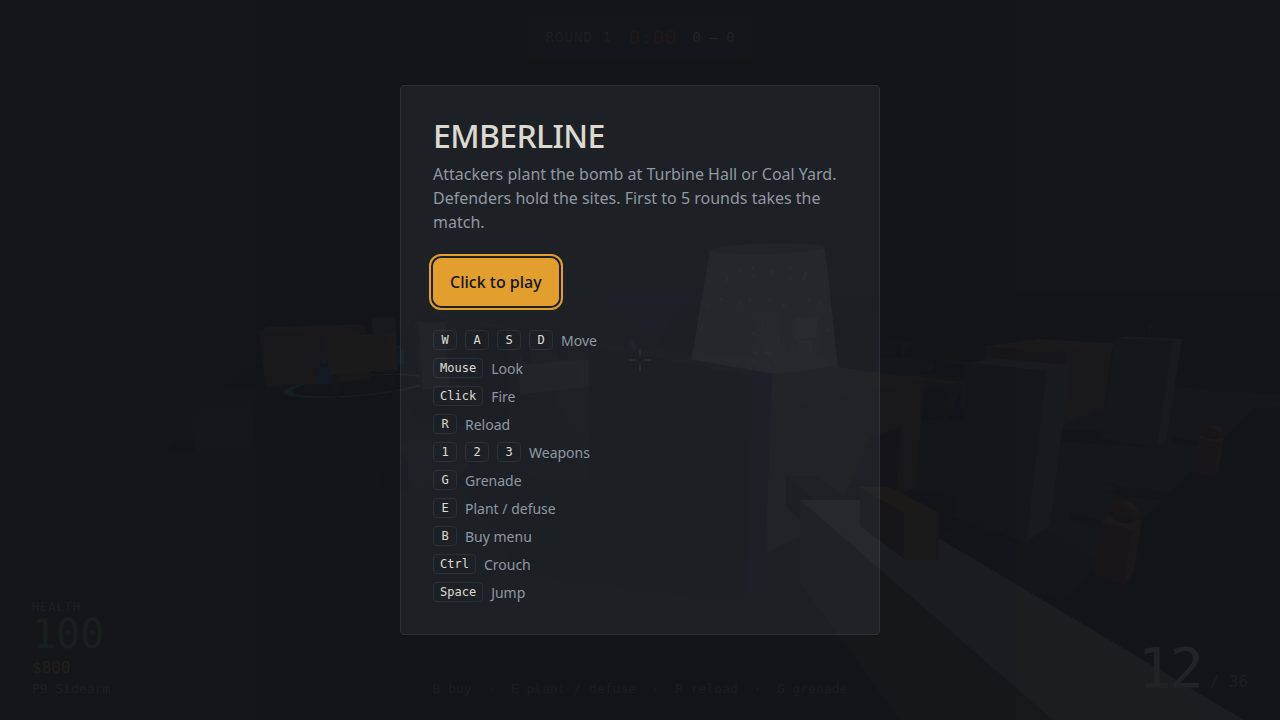 ROUND 1 0:00 0 — 0
EMBERLINE
Attackers plant the bomb at Turbine Hall or Coal Yard.
Defenders hold the sites. First to 5 rounds takes the
match.
Click to play
W A S D Move
Mouse Look
Click Fire
R Reload
1 2 3 Weapons
G Grenade
E Plant / defuse
B Buy menu
Ctrl Crouch
Space Jump
HEALTH
100
$800
P9 Sidearm
B buy · E plant / defuse · R reload · G grenade
12 / 36